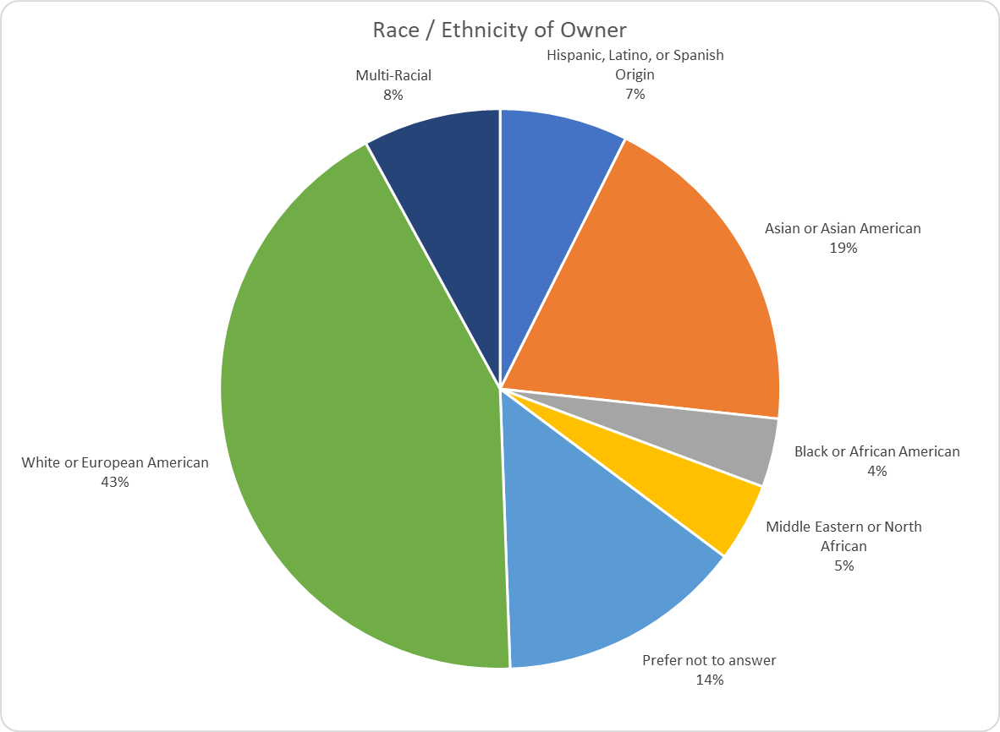 Race / Ethnicity of Owner
Hispanic, Latino, or Spanish
Origin
7%
Multi-Racial
8%
Asian or Asian American
19%
Black or African American
4%
White or European American
43%
Middle Eastern or North
African
5%
Prefer not to answer
14%